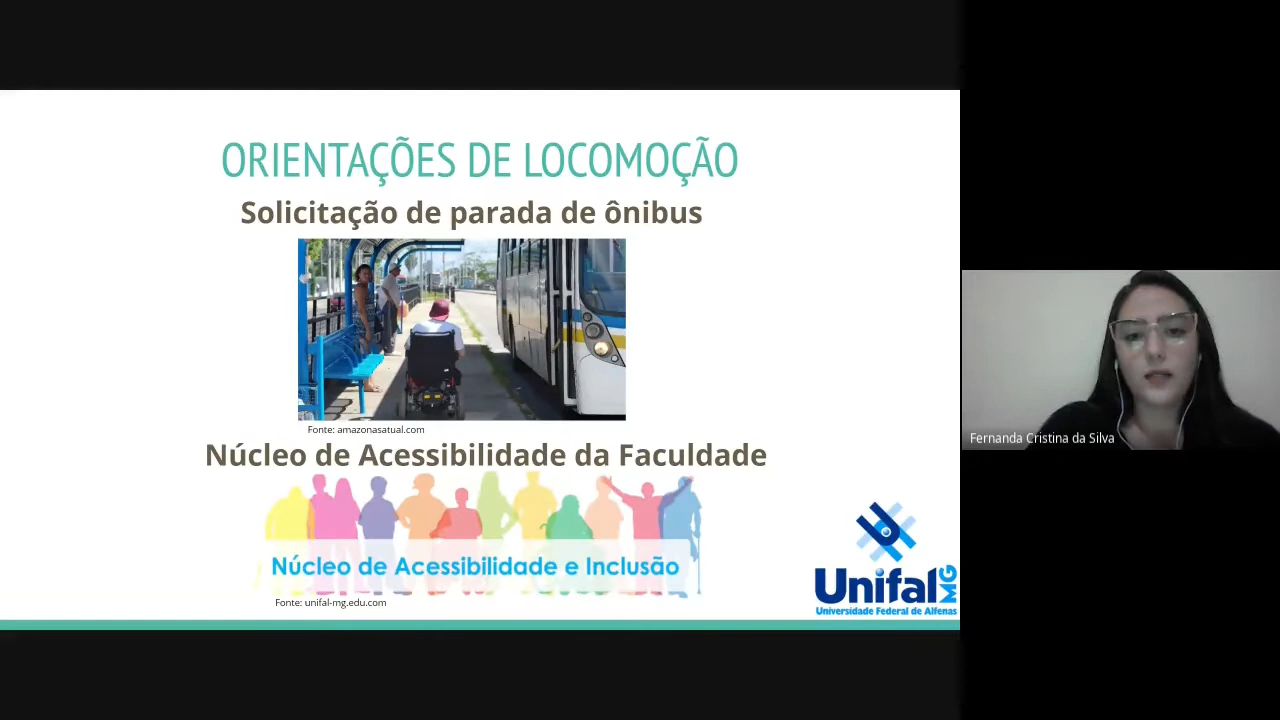 ORIENTAÇÕES DE LOCOMOÇÃO
Solicitação de parada de ônibus
Fonte: amazonasatual.com
Núcleo de Acessibilidade da Faculdade
Núcleo de Acessibilidade e Inclusão
Fonte: unifal-mg.edu.com
Unifal MG
Universidade Federal de Alfenas
Fernanda Cristina da Silva